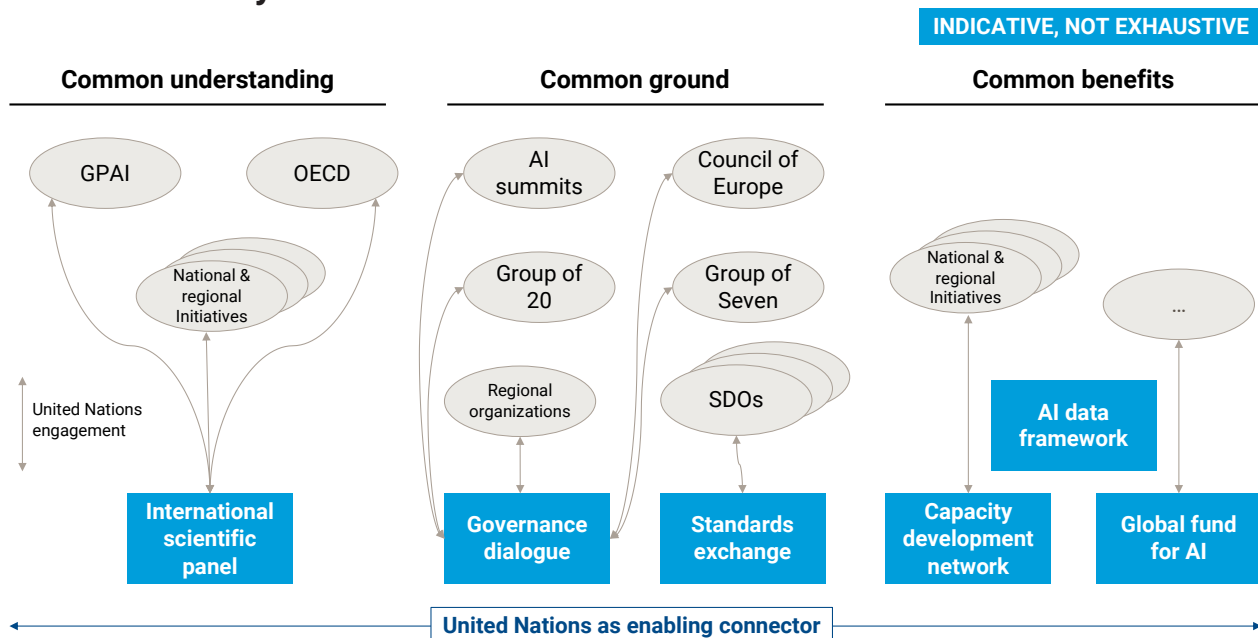 INDICATIVE, NOT EXHAUSTIVE
Common understanding
Common ground
Common benefits
GPAI
OECD
National &
regional
Initiatives
United Nations
engagement
International
scientific
panel
AI
summits
Council of
Europe
Group of
20
Group of
Seven
Regional
organizations
SDOs
Governance
dialogue
Standards
exchange
National &
regional
Initiatives
...
AI data
framework
Capacity
development
network
Global fund
for AI
United Nations as enabling connector